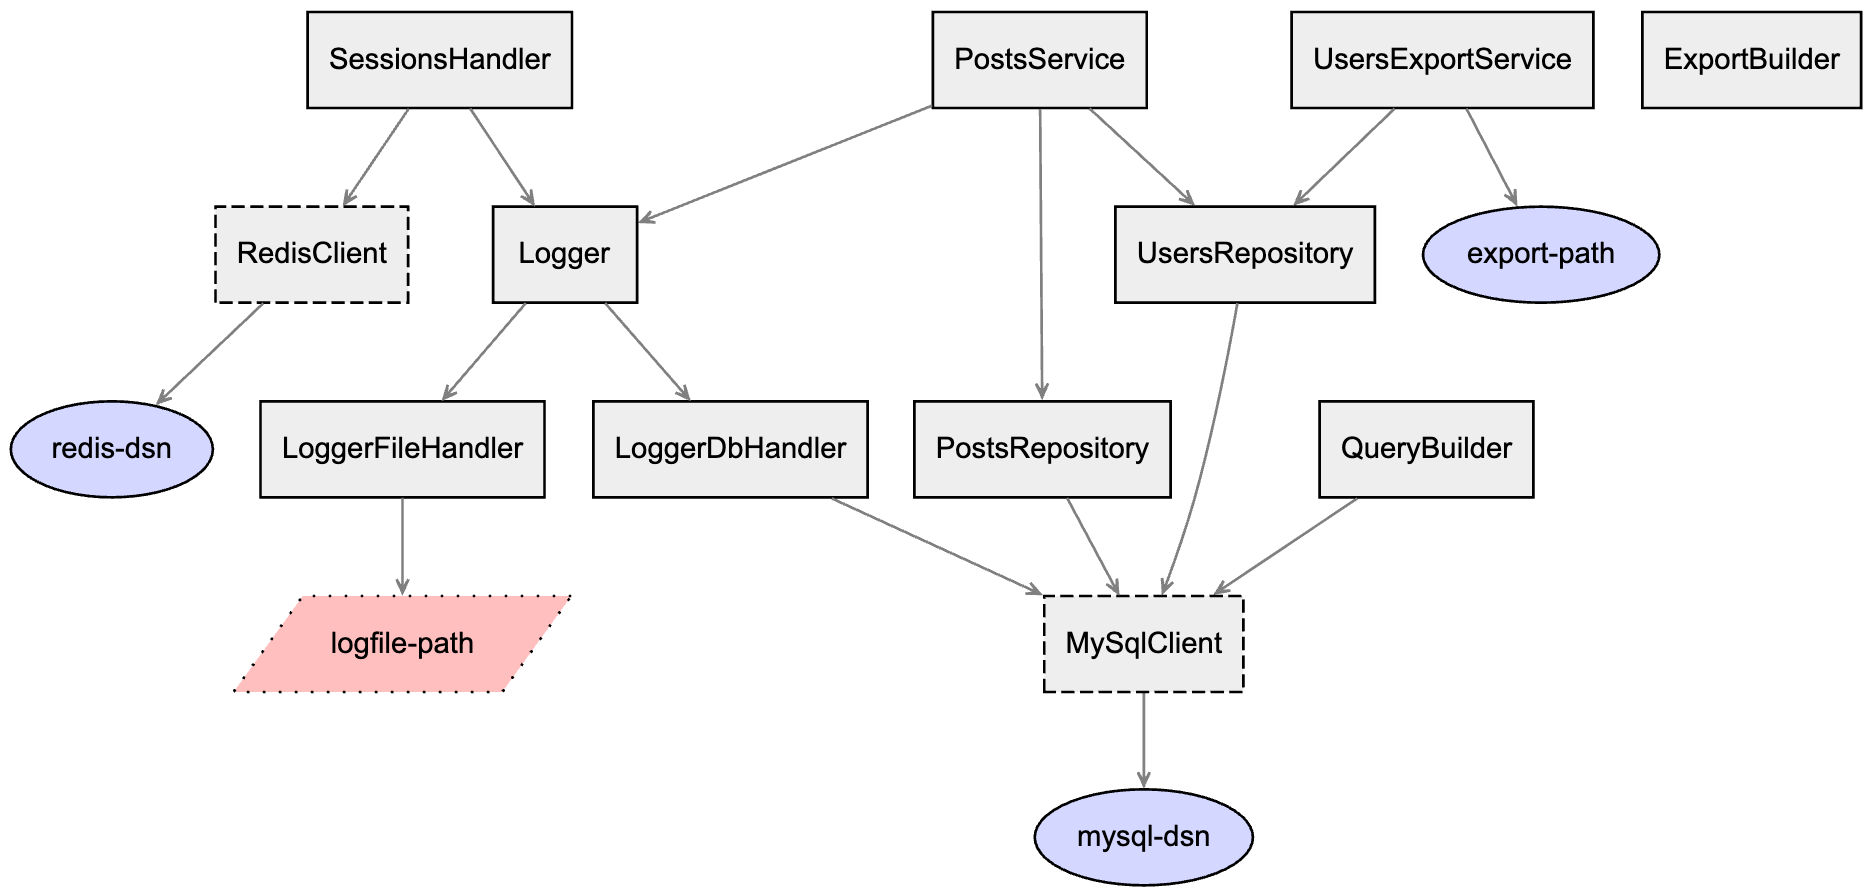 SessionsHandler
PostsService
UsersExportService
ExportBuilder
RedisClient
Logger
UsersRepository
export-path
redis-dsn
LoggerFileHandler
LoggerDbHandler
PostsRepository
QueryBuilder
logfile-path
MySqlClient
mysql-dsn